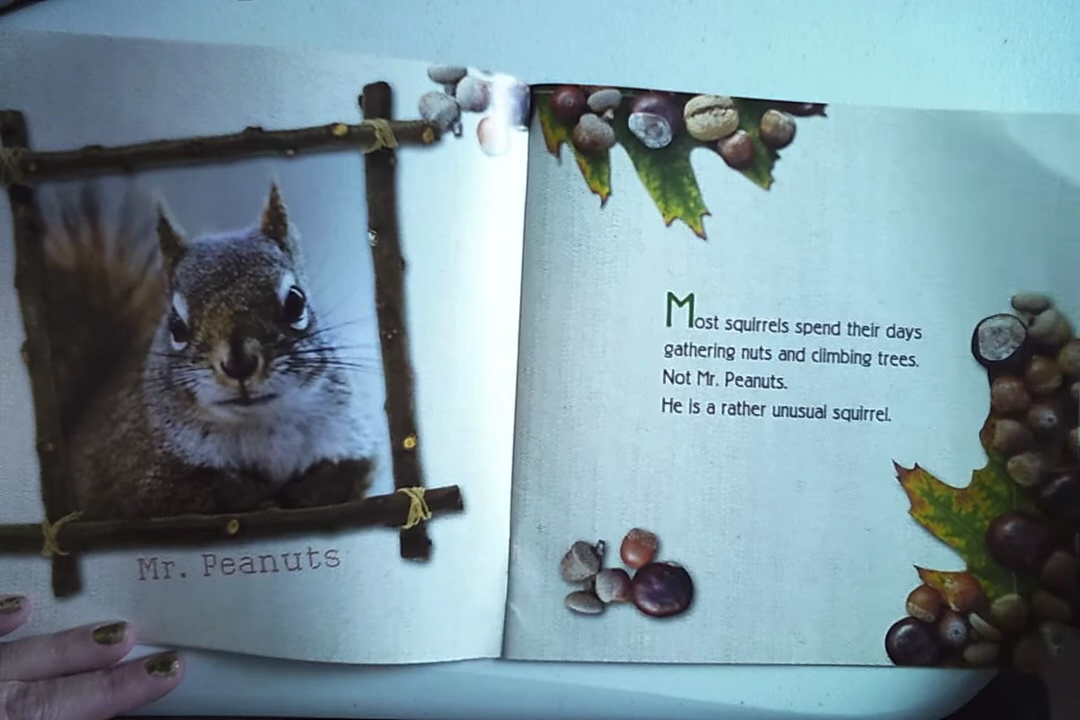 Mr. Peanuts
Most squirrels spend their days
gathering nuts and climbing trees.
Not Mr. Peanuts.
He is a rather unusual squirrel.